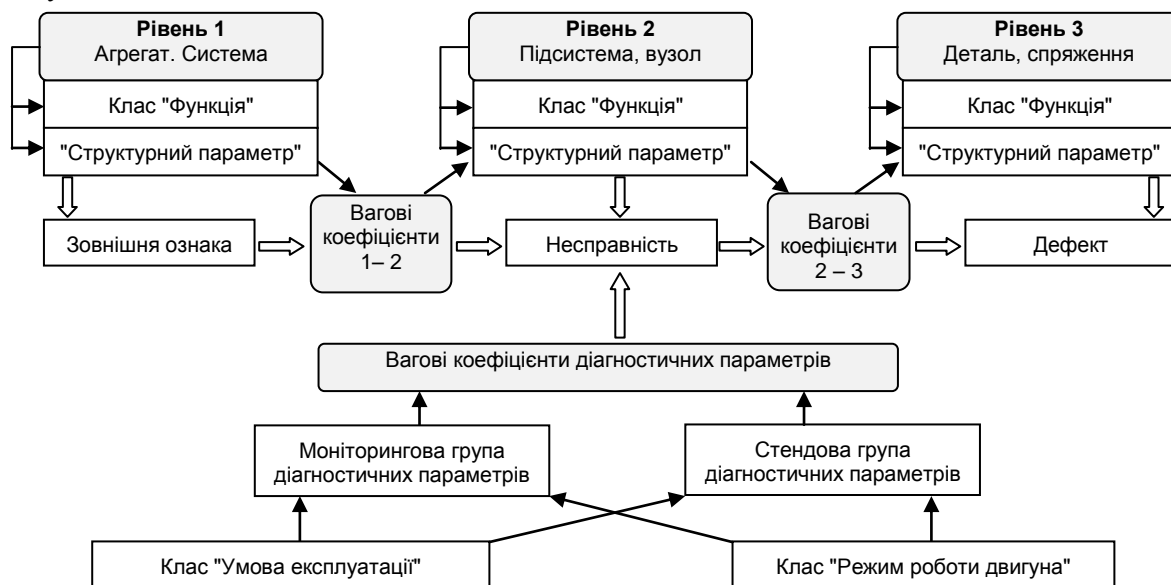 Рівень 1
Агрегат. Система
Клас "Функція"
"Структурний параметр"
Рівень 2
Підсистема, вузол
Клас "Функція"
"Структурний параметр"
Рівень 3
Деталь, спряження
Клас "Функція"
"Структурний параметр"
Зовнішня ознака
Вагові
коефіцієнти
1– 2
Несправність
Вагові
коефіцієнти
2 – 3
Дефект
Вагові коефіцієнти діагностичних параметрів
Моніторингова група
діагностичних параметрів
Стендова група
діагностичних параметрів
Клас "Умова експлуатації"
Клас "Режим роботи двигуна"